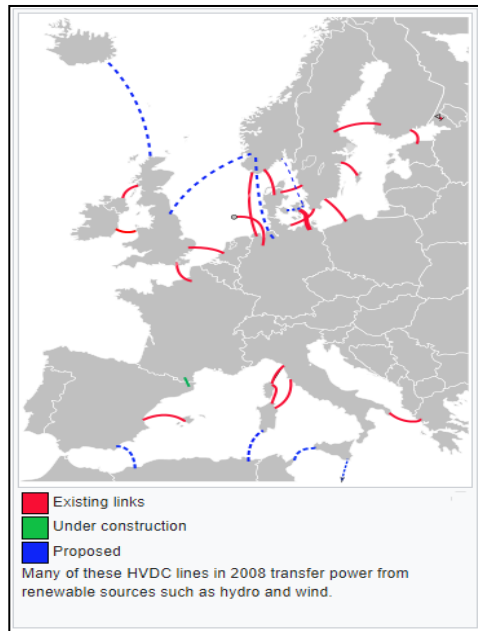 Existing links
Under construction
Proposed
Many of these HVDC lines in 2008 transfer power from
renewable sources such as hydro and wind.